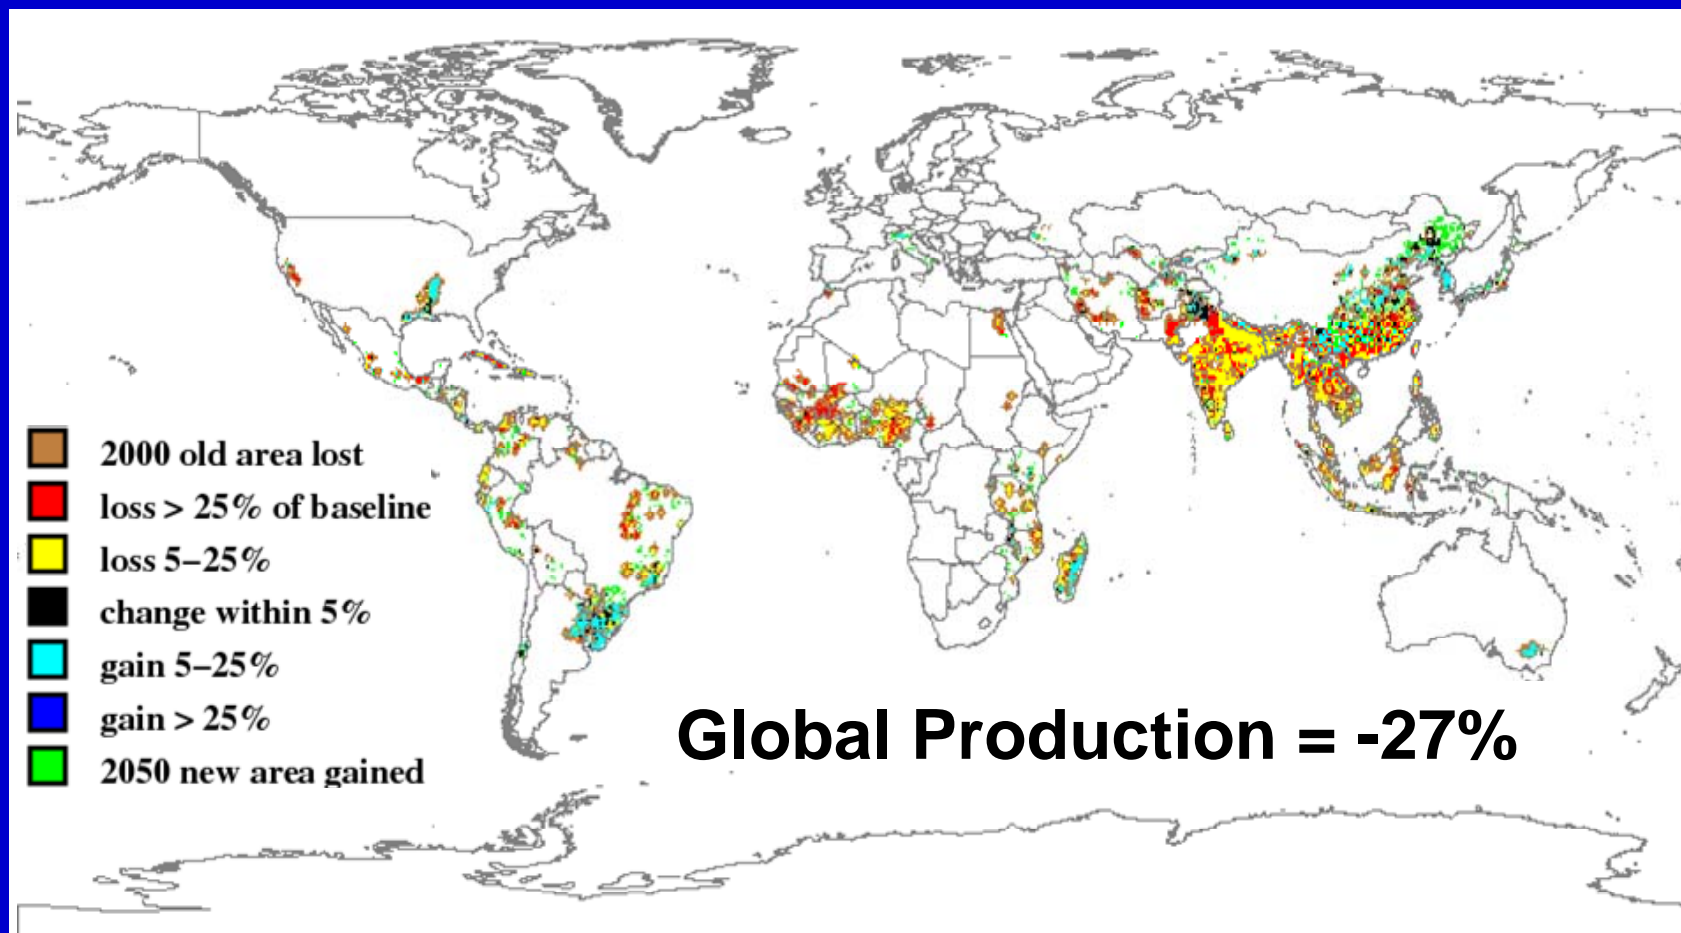 2000 old area lost
loss > 25% of baseline
loss 5–25%
change within 5%
gain 5–25%
gain > 25%
2050 new area gained
Global Production = -27%